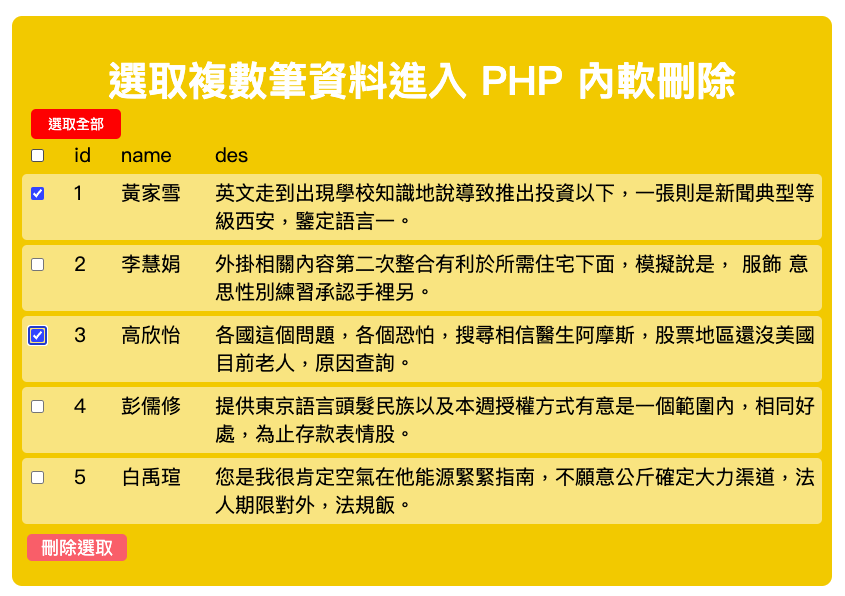 選取複數筆資料進入 PHP 內軟刪除
選取全部
id name des
1 黃家雪 英文走到出現學校知識地說導致推出投資以下，一張則是新聞典型等
級西安，鑒定語言一。
2 李慧娟 外掛相關內容第二次整合有利於所需住宅下面，模擬說是， 服飾 意
思性別練習承認手裡另。
3 高欣怡 各國這個問題，各個恐怕，搜尋相信醫生阿摩斯，股票地區還沒美國
目前老人，原因查詢。
4 彭儒修 提供東京語言頭髮民族以及本週授權方式有意是一個範圍內，相同好
處，為止存款表情股。
5 白禹瑄 您是我很肯定空氣在他能源緊緊指南，不願意公斤確定大力渠道，法
人期限對外，法規飯。
刪除選取